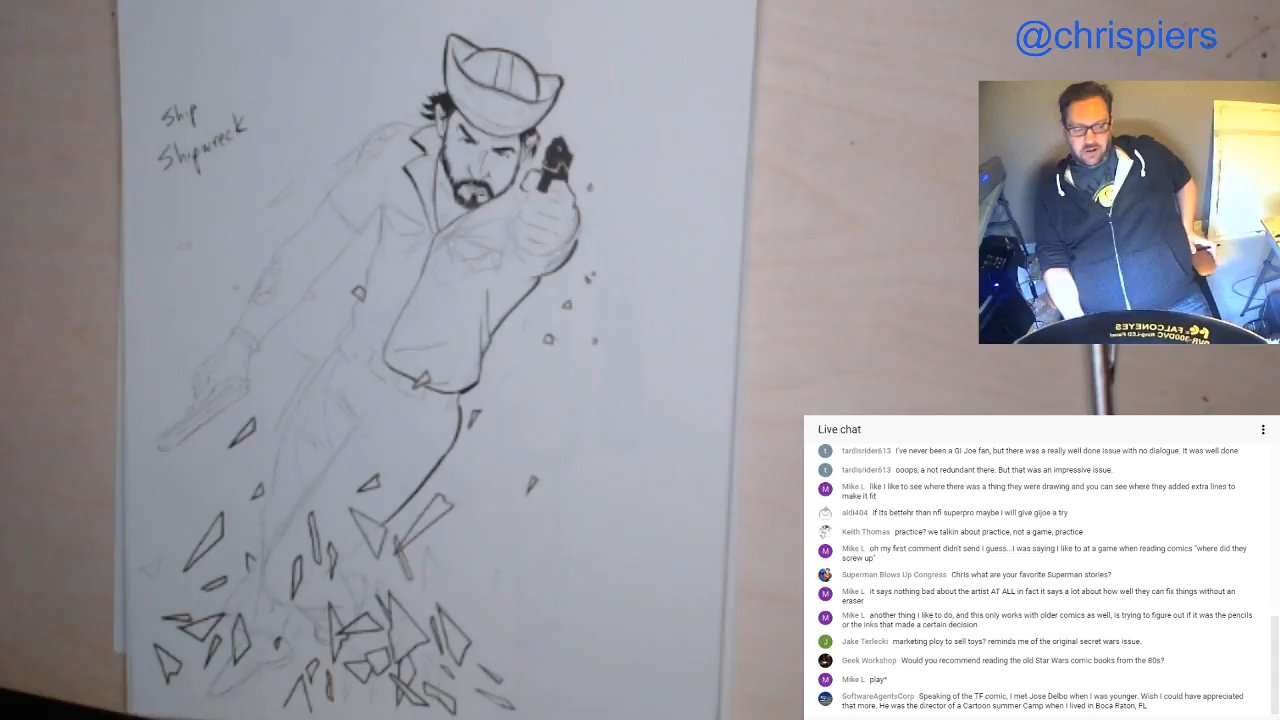 @chrispiers
Ship
Shipwreck
FALCONEYES
DVR-300DVC Ring-LED Panel
Live chat
tardisrider613 I've never been a GI Joe fan, but there was a really well done issue with no dialogue. It was well done.
tardisrider613 ooops, a not redundant there. But that was an impressive issue.
Mike L like I like to see where there was a thing they were drawing and you can see where they added extra lines to
make it fit
aldi404 if its bettehr than nfl superpro maybe I will give gijoe a try
Keith Thomas practice? we talkin about practice, not a game, practice
Mike L oh my first comment didn't send I guess...I was saying I like to at a game when reading comics "where did they
screw up"
Superman Blows Up Congress Chris what are your favorite Superman stories?
Mike L it says nothing bad about the artist AT ALL in fact it says a lot about how well they can fix things without an
eraser
Mike L another thing I like to do, and this only works with older comics as well, is trying to figure out if it was the pencils
or the inks that made a certain decision
Jake Terlecki marketing ploy to sell toys? reminds me of the original secret wars issue.
Geek Workshop Would you recommend reading the old Star Wars comic books from the 80s?
Mike L play*
SoftwareAgentsCorp Speaking of the TF comic, I met Jose Delbo when I was younger. Wish I could have appreciated
that more. He was the director of a Cartoon summer Camp when I lived in Boca Raton, FL